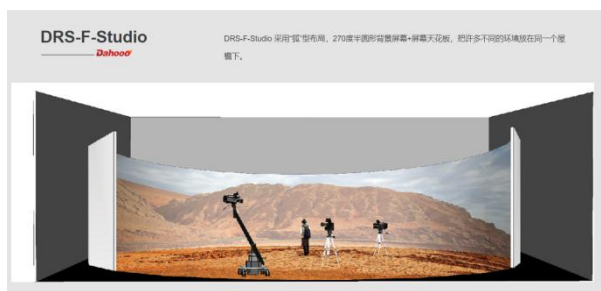 DRS-F-Studio
Dahooo
DRS-F-Studio 采用“弧”型布局，270度半圆形背景屏幕+屏幕天花板，把许多不同的环境放在同一个屋
檐下。